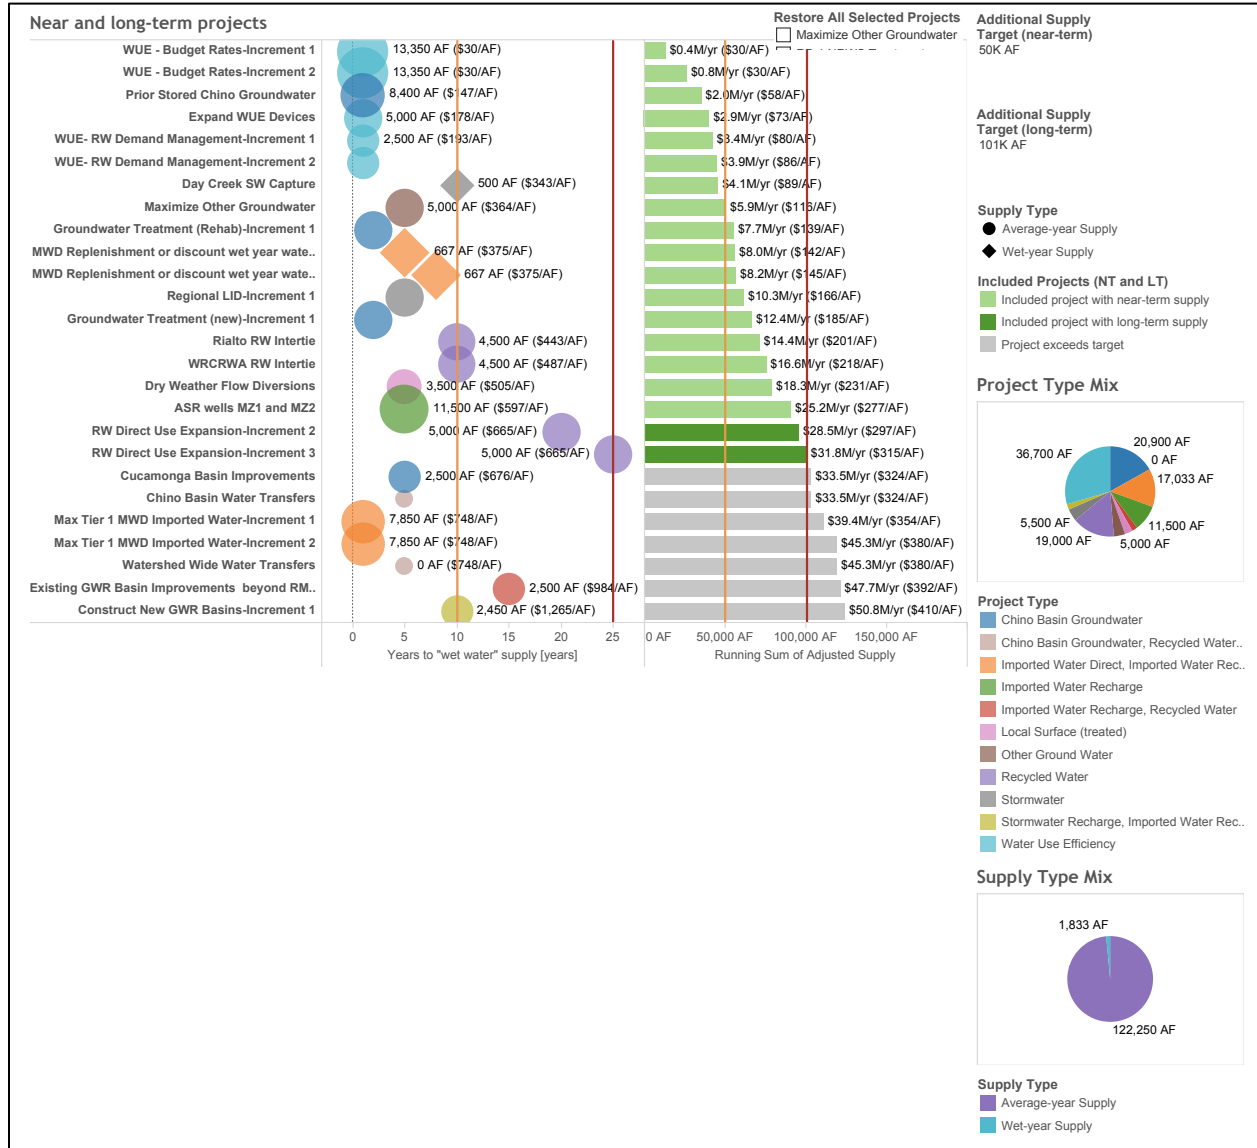 Near and long-term projects
Restore All Selected Projects
Maximize Other Groundwater
Additional Supply
Target (near-term)
50K AF
Additional Supply
Target (long-term)
101K AF
WUE - Budget Rates-Increment 1 13,350 AF ($30/AF) $0.4M/yr ($30/AF)
WUE - Budget Rates-Increment 2 13,350 AF ($30/AF) $0.8M/yr ($30/AF)
Prior Stored Chino Groundwater 8,400 AF ($147/AF) $2.0M/yr ($58/AF)
Expand WUE Devices 5,000 AF ($178/AF) $2.9M/yr ($73/AF)
WUE- RW Demand Management-Increment 1 2,500 AF ($193/AF) $3.4M/yr ($80/AF)
WUE- RW Demand Management-Increment 2 $3.9M/yr ($86/AF)
Day Creek SW Capture 500 AF ($343/AF) $4.1M/yr ($89/AF)
Maximize Other Groundwater 5,000 AF ($364/AF) $5.9M/yr ($116/AF)
Groundwater Treatment (Rehab)-Increment 1 $7.7M/yr ($139/AF)
MWD Replenishment or discount wet year wate.. 667 AF ($375/AF) $8.0M/yr ($142/AF)
MWD Replenishment or discount wet year wate.. 667 AF ($375/AF) $8.2M/yr ($145/AF)
Regional LID-Increment 1 $10.3M/yr ($166/AF)
Groundwater Treatment (new)-Increment 1 $12.4M/yr ($185/AF)
Rialto RW Intertie 4,500 AF ($443/AF) $14.4M/yr ($201/AF)
WRCRWA RW Intertie 4,500 AF ($487/AF) $16.6M/yr ($218/AF)
Dry Weather Flow Diversions 3,500 AF ($505/AF) $18.3M/yr ($231/AF)
ASR wells MZ1 and MZ2 11,500 AF ($597/AF) $25.2M/yr ($277/AF)
RW Direct Use Expansion-Increment 2 5,000 AF ($665/AF) $28.5M/yr ($297/AF)
RW Direct Use Expansion-Increment 3 5,000 AF ($665/AF) $31.8M/yr ($315/AF)
Cucamonga Basin Improvements 2,500 AF ($676/AF) $33.5M/yr ($324/AF)
Chino Basin Water Transfers $33.5M/yr ($324/AF)
Max Tier 1 MWD Imported Water-Increment 1 7,850 AF ($748/AF) $39.4M/yr ($354/AF)
Max Tier 1 MWD Imported Water-Increment 2 7,850 AF ($748/AF) $45.3M/yr ($380/AF)
Watershed Wide Water Transfers 0 AF ($748/AF) $45.3M/yr ($380/AF)
Existing GWR Basin Improvements beyond RM.. 2,500 AF ($984/AF) $47.7M/yr ($392/AF)
Construct New GWR Basins-Increment 1 2,450 AF ($1,265/AF) $50.8M/yr ($410/AF)
0 5 10 15 20 25
Years to "wet water" supply [years]
0 AF 50,000 AF 100,000 AF 150,000 AF
Running Sum of Adjusted Supply
Supply Type
Average-year Supply
Wet-year Supply
Included Projects (NT and LT)
Included project with near-term supply
Included project with long-term supply
Project exceeds target
Project Type Mix
20,900 AF
0 AF
17,033 AF
11,500 AF
5,000 AF
19,000 AF
5,500 AF
36,700 AF
Project Type
Chino Basin Groundwater
Chino Basin Groundwater, Recycled Water..
Imported Water Direct, Imported Water Rec..
Imported Water Recharge
Imported Water Recharge, Recycled Water
Local Surface (treated)
Other Ground Water
Recycled Water
Stormwater
Stormwater Recharge, Imported Water Rec..
Water Use Efficiency
Supply Type Mix
1,833 AF
122,250 AF
Supply Type
Average-year Supply
Wet-year Supply